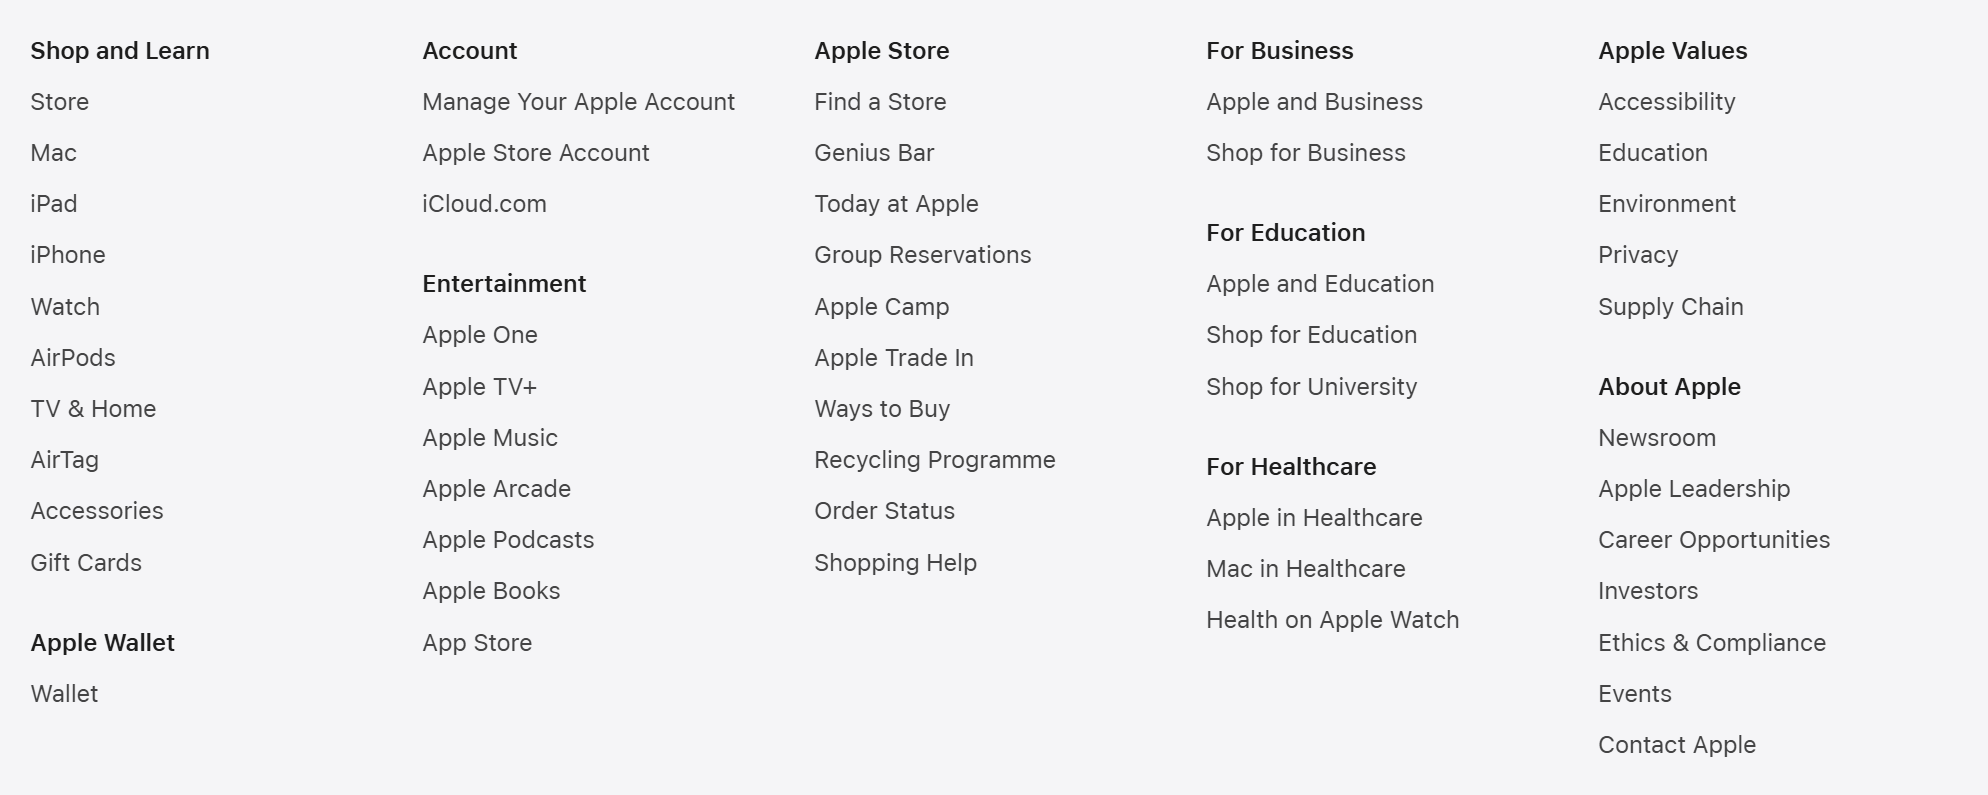 Shop and Learn
Store
Mac
iPad
iPhone
Watch
AirPods
TV & Home
AirTag
Accessories
Gift Cards
Apple Wallet
Wallet
Account
Manage Your Apple Account
Apple Store Account
iCloud.com
Entertainment
Apple One
Apple TV+
Apple Music
Apple Arcade
Apple Podcasts
Apple Books
App Store
Apple Store
Find a Store
Genius Bar
Today at Apple
Group Reservations
Apple Camp
Apple Trade In
Ways to Buy
Recycling Programme
Order Status
Shopping Help
For Business
Apple and Business
Shop for Business
For Education
Apple and Education
Shop for Education
Shop for University
For Healthcare
Apple in Healthcare
Mac in Healthcare
Health on Apple Watch
Apple Values
Accessibility
Education
Environment
Privacy
Supply Chain
About Apple
Newsroom
Apple Leadership
Career Opportunities
Investors
Ethics & Compliance
Events
Contact Apple